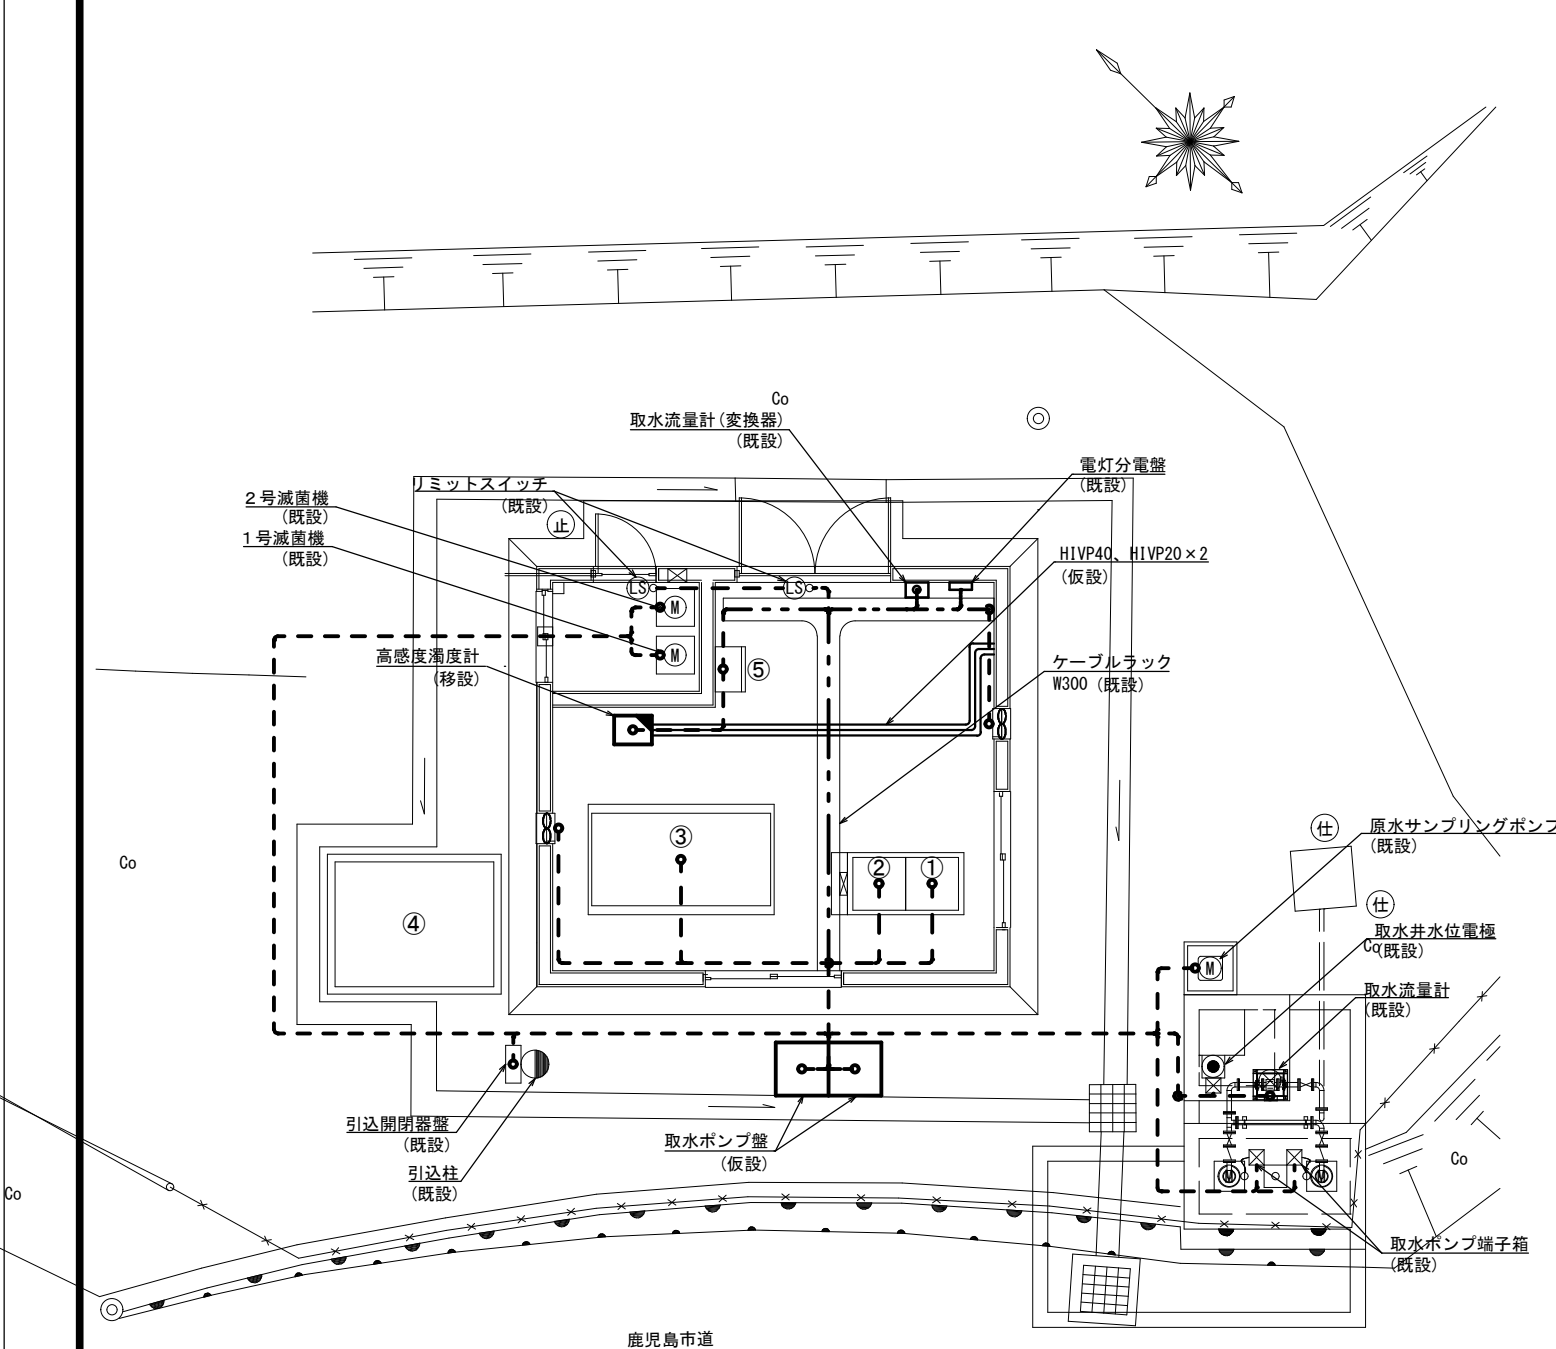 Co
取水流量計(変換器)
(既設)
電灯分電盤
(既設)
リミットスイッチ
(既設)
2号滅菌機
(既設)
止
1号滅菌機
(既設)
HIVP40、HIVP20×2
(仮設)
LS
LS
M
M
高感度濁度計
(移設)
⑤
ケーブルラック
W300 (既設)
③
②
①
④
Co
仕
原水サンプリングポンプ
(既設)
仕
取水井水位電極
Co
(既設)
M
取水流量計
(既設)
引込開閉器盤
(既設)
取水ポンプ盤
(仮設)
引込柱
(既設)
Co
Co
M
M
取水ポンプ端子箱
(既設)
鹿児島市道